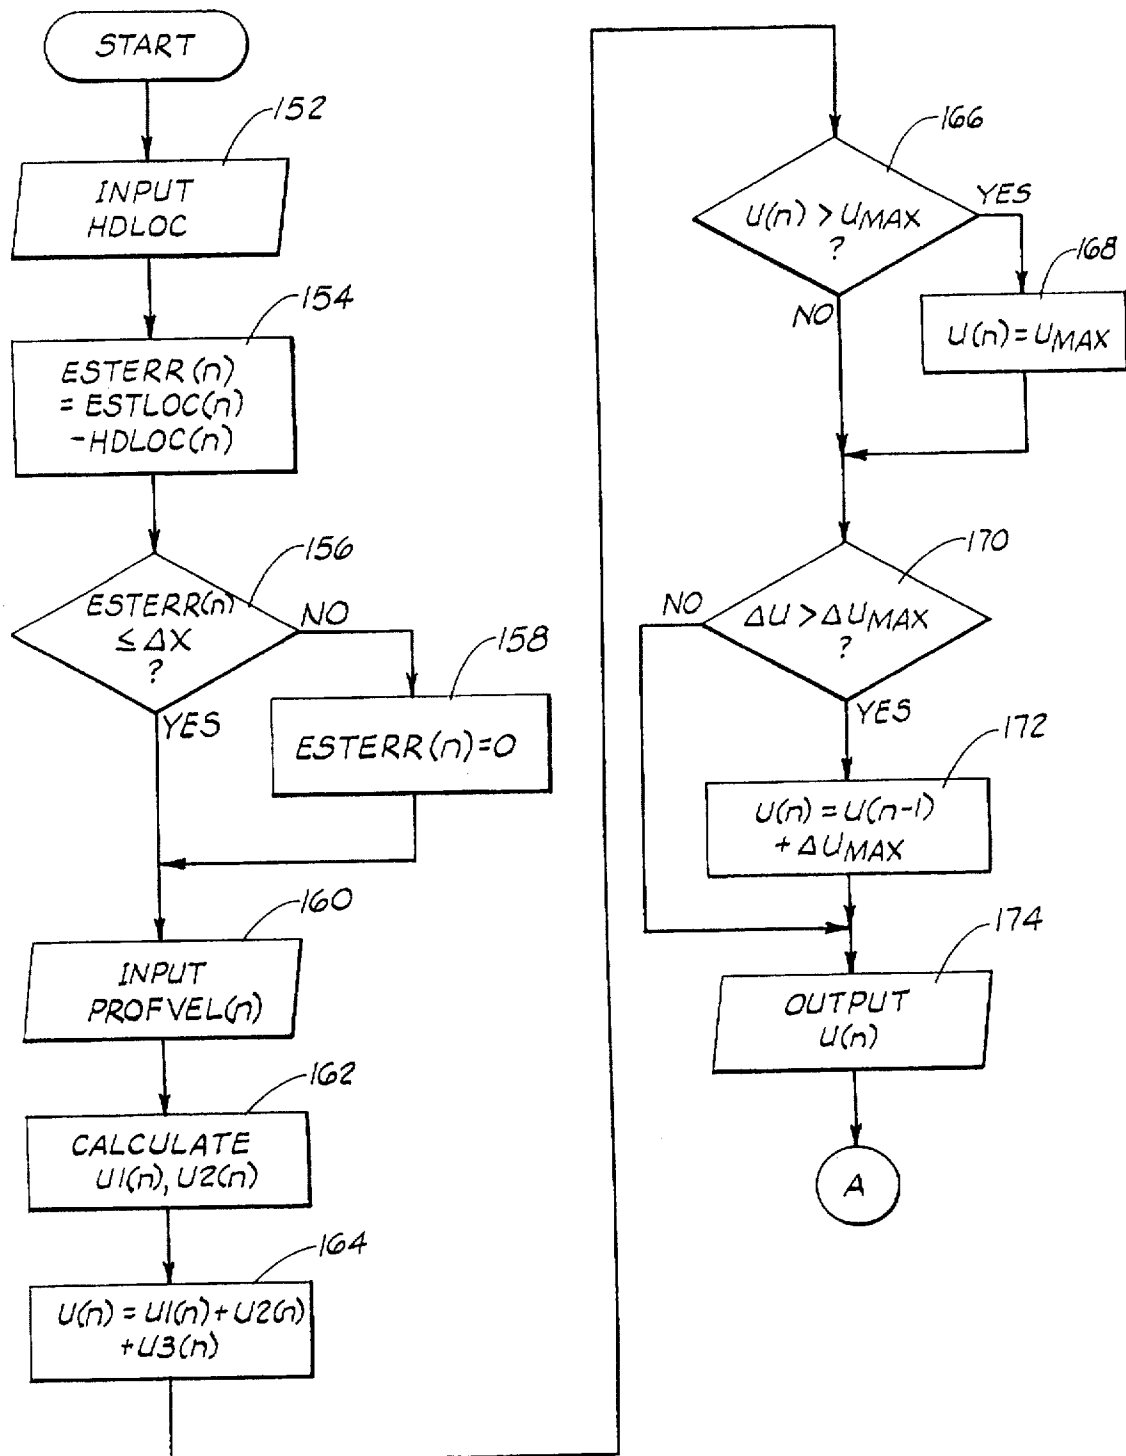 START
152
INPUT
HDLOC
154
ESTERR(n)
= ESTLOC(n)
-HDLOC(n)
156
ESTERR(n)
≤ ΔX
?
NO
YES
158
ESTERR(n)=0
160
INPUT
PROFVEL(n)
162
CALCULATE
U1(n), U2(n)
164
U(n) = U1(n)+U2(n)
+U3(n)
166
U(n) > UMAX
?
YES
NO
168
U(n) = UMAX
170
ΔU > ΔUMAX
?
NO
YES
172
U(n) = U(n-1)
+ ΔUMAX
174
OUTPUT
U(n)
A